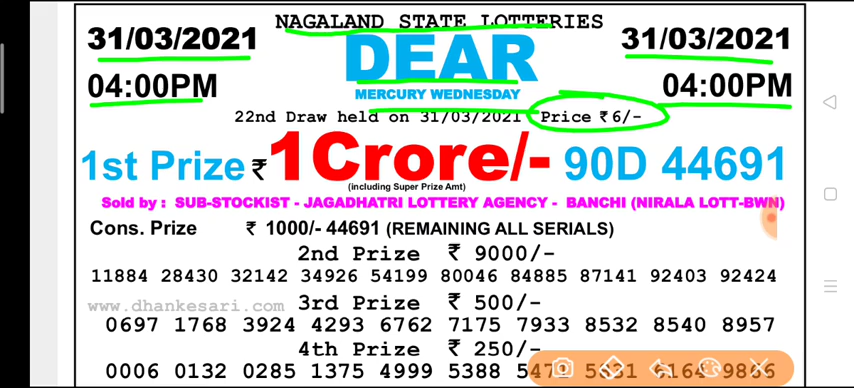 NAGALAND STATE LOTTERIES
31/03/2021 DEAR 31/03/2021
04:00PM MERCURY WEDNESDAY 04:00PM
22nd Draw held on 31/03/2021 Price ₹ 6/-
1st Prize ₹ 1Crore/- 90D 44691
(including Super Prize Amt)
Sold by : SUB-STOCKIST - JAGADHATRI LOTTERY AGENCY - BANCHI (NIRALA LOTT-BWN)
Cons. Prize ₹ 1000/- 44691 (REMAINING ALL SERIALS)
2nd Prize ₹ 9000/-
11884 28430 32142 34926 54199 80046 84885 87141 92403 92424
www.dhankesari.com 3rd Prize ₹ 500/-
0697 1768 3924 4293 6762 7175 7933 8532 8540 8957
4th Prize ₹ 250/-
0006 0132 0285 1375 4999 5388